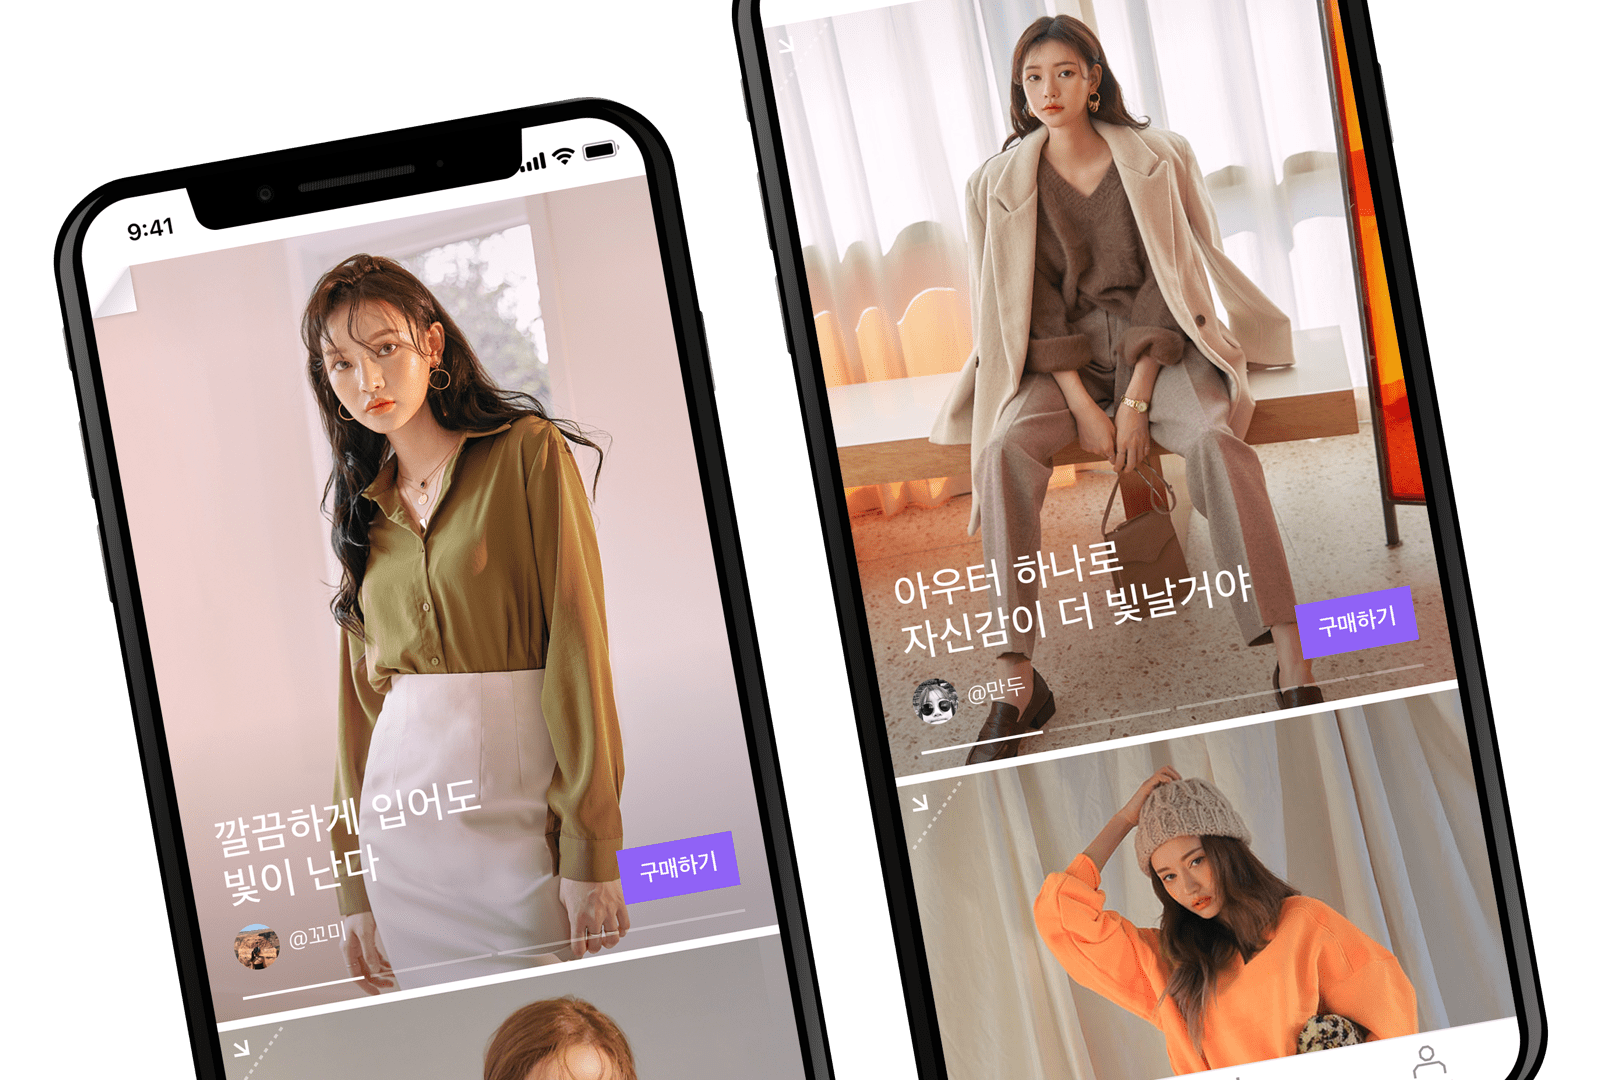 9:41
깔끔하게 입어도
빛이 난다
구매하기
@꼬미
아우터 하나로
자신감이 더 빛날거야
구매하기
@만두